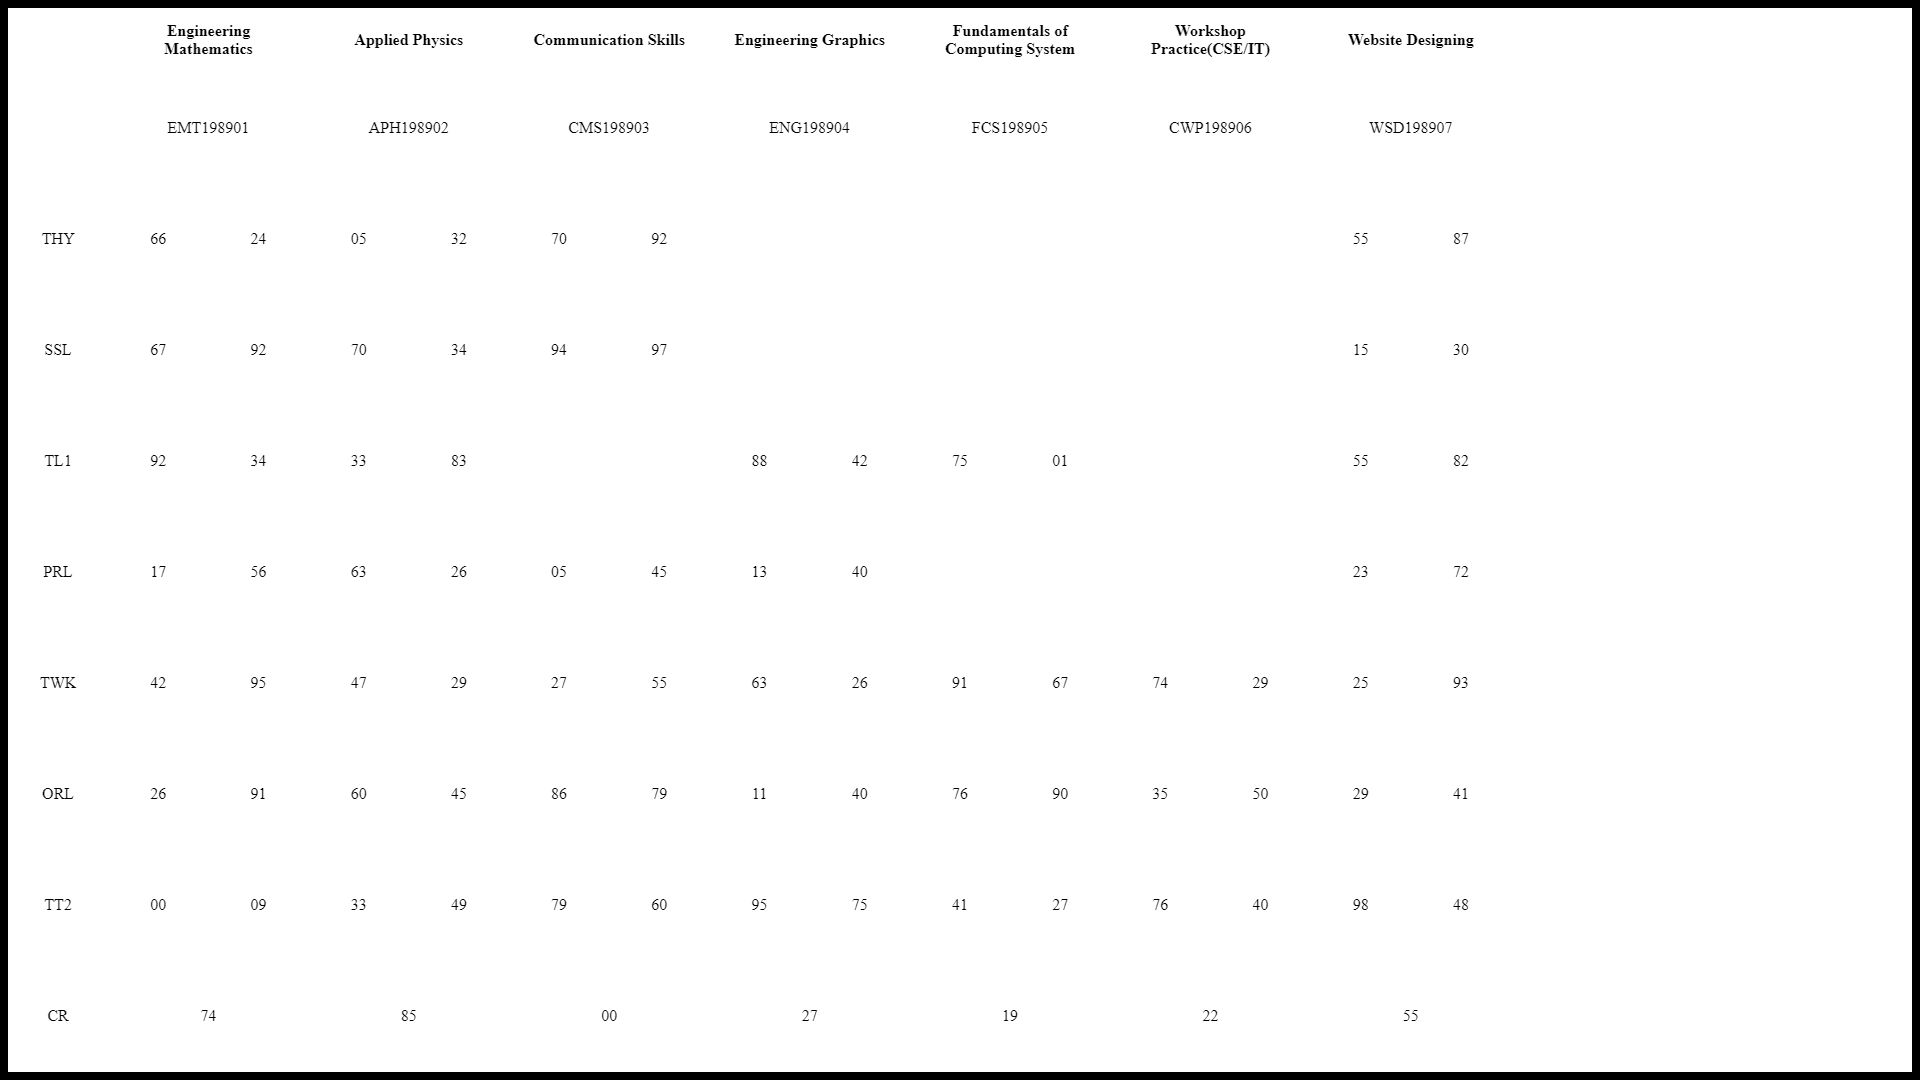 Engineering Mathematics Applied Physics Communication Skills Engineering Graphics Fundamentals of Computing System Workshop Practice(CSE/IT) Website Designing
EMT198901 APH198902 CMS198903 ENG198904 FCS198905 CWP198906 WSD198907
THY 66 24 05 32 70 92 55 87
SSL 67 92 70 34 94 97 15 30
TL1 92 34 33 83 88 42 75 01 55 82
PRL 17 56 63 26 05 45 13 40 23 72
TWK 42 95 47 29 27 55 63 26 91 67 74 29 25 93
ORL 26 91 60 45 86 79 11 40 76 90 35 50 29 41
TT2 00 09 33 49 79 60 95 75 41 27 76 40 98 48
CR 74 85 00 27 19 22 55